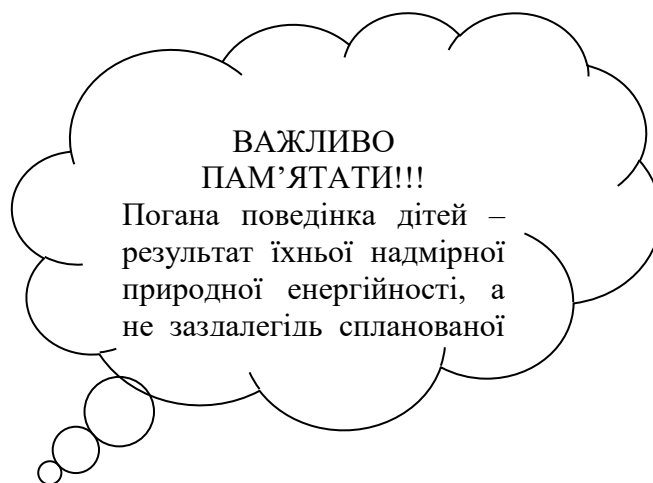 ВАЖЛИВО
ПАМ’ЯТАТИ!!!
Погана поведінка дітей –
результат їхньої надмірної
природної енергійності, а
не заздалегідь спланованої